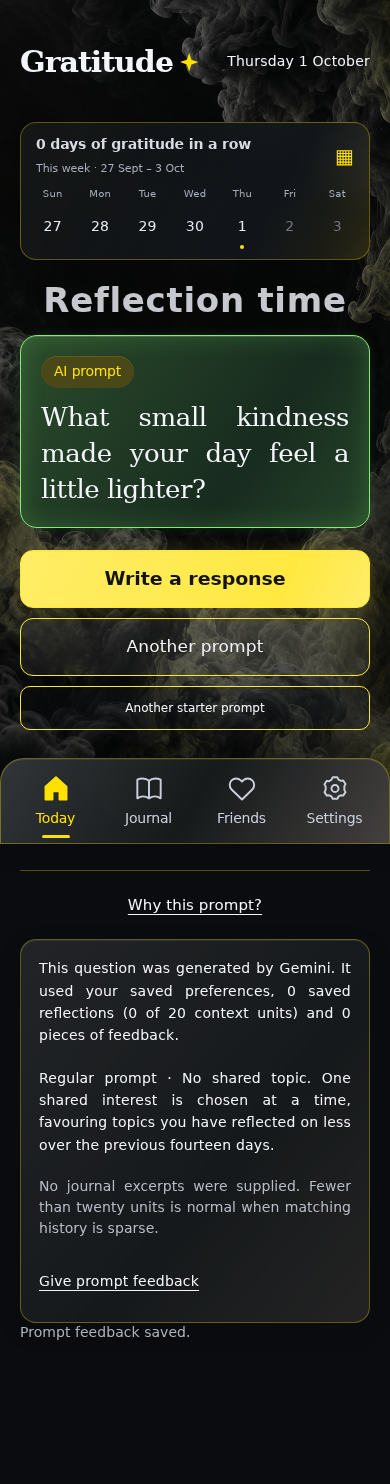 Gratitude
Thursday 1 October
0 days of gratitude in a row
This week · 27 Sept – 3 Oct
Sun Mon Tue Wed Thu Fri Sat
27 28 29 30 1 2 3
Reflection time
AI prompt
What small kindness
made your day feel a
little lighter?
Write a response
Another prompt
Another starter prompt
Today Journal Friends Settings
Why this prompt?
This question was generated by Gemini. It
used your saved preferences, 0 saved
reflections (0 of 20 context units) and 0
pieces of feedback.
Regular prompt · No shared topic. One
shared interest is chosen at a time,
favouring topics you have reflected on less
over the previous fourteen days.
No journal excerpts were supplied. Fewer
than twenty units is normal when matching
history is sparse.
Give prompt feedback
Prompt feedback saved.